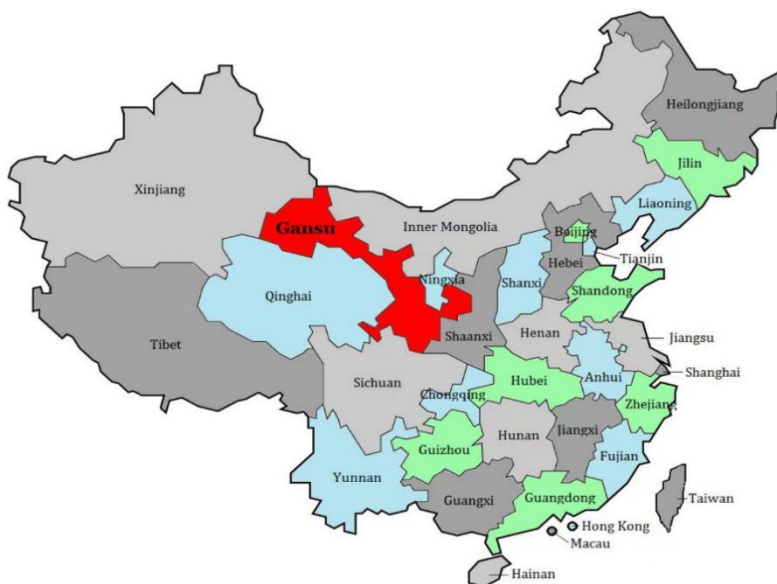 Heilongjiang
Jilin
Xinjiang
Liaoning
Inner Mongolia
Gansu
Beijing
Tianjin
Hebei
Ningxia
Shanxi
Qinghai
Shandong
Shaanxi
Henan
Jiangsu
Tibet
Shanghai
Sichuan
Hubei
Anhui
Chongqing
Zhejiang
Jiangxi
Hunan
Guizhou
Fujian
Yunnan
Guangxi
Guangdong
Taiwan
Hong Kong
Macau
Hainan